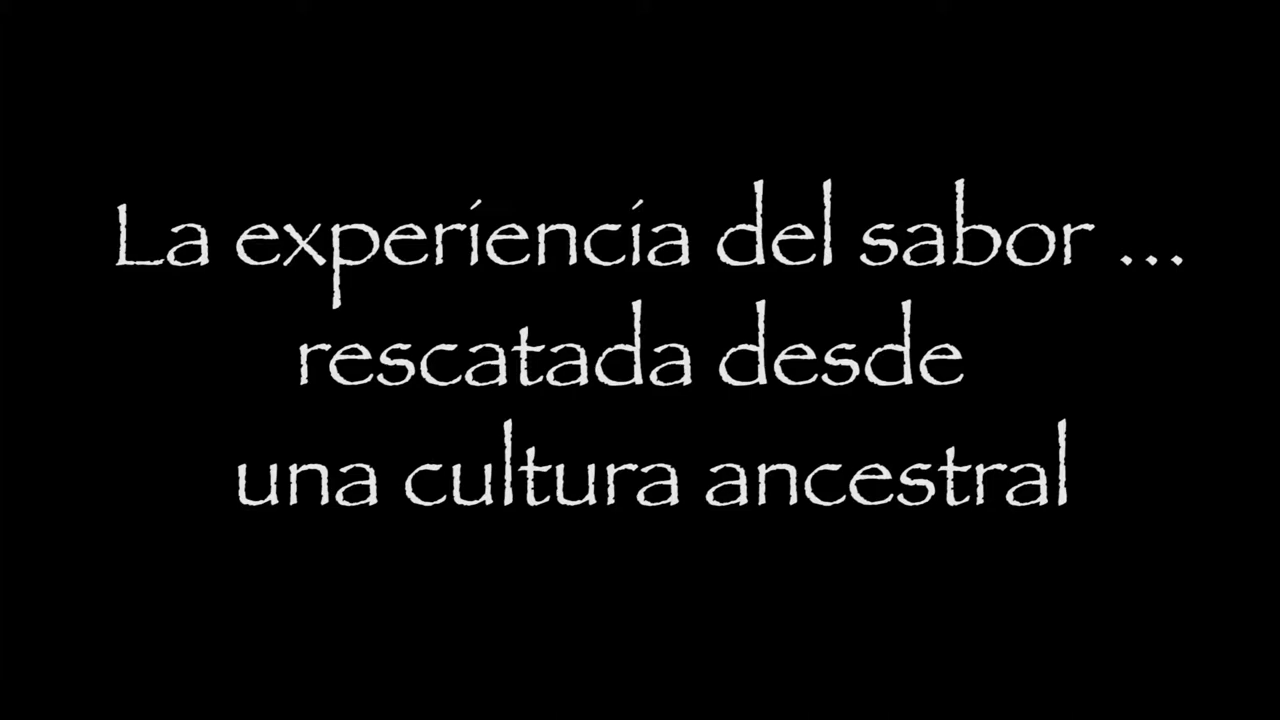 La experiencia del sabor ...
rescatada desde
una cultura ancestral